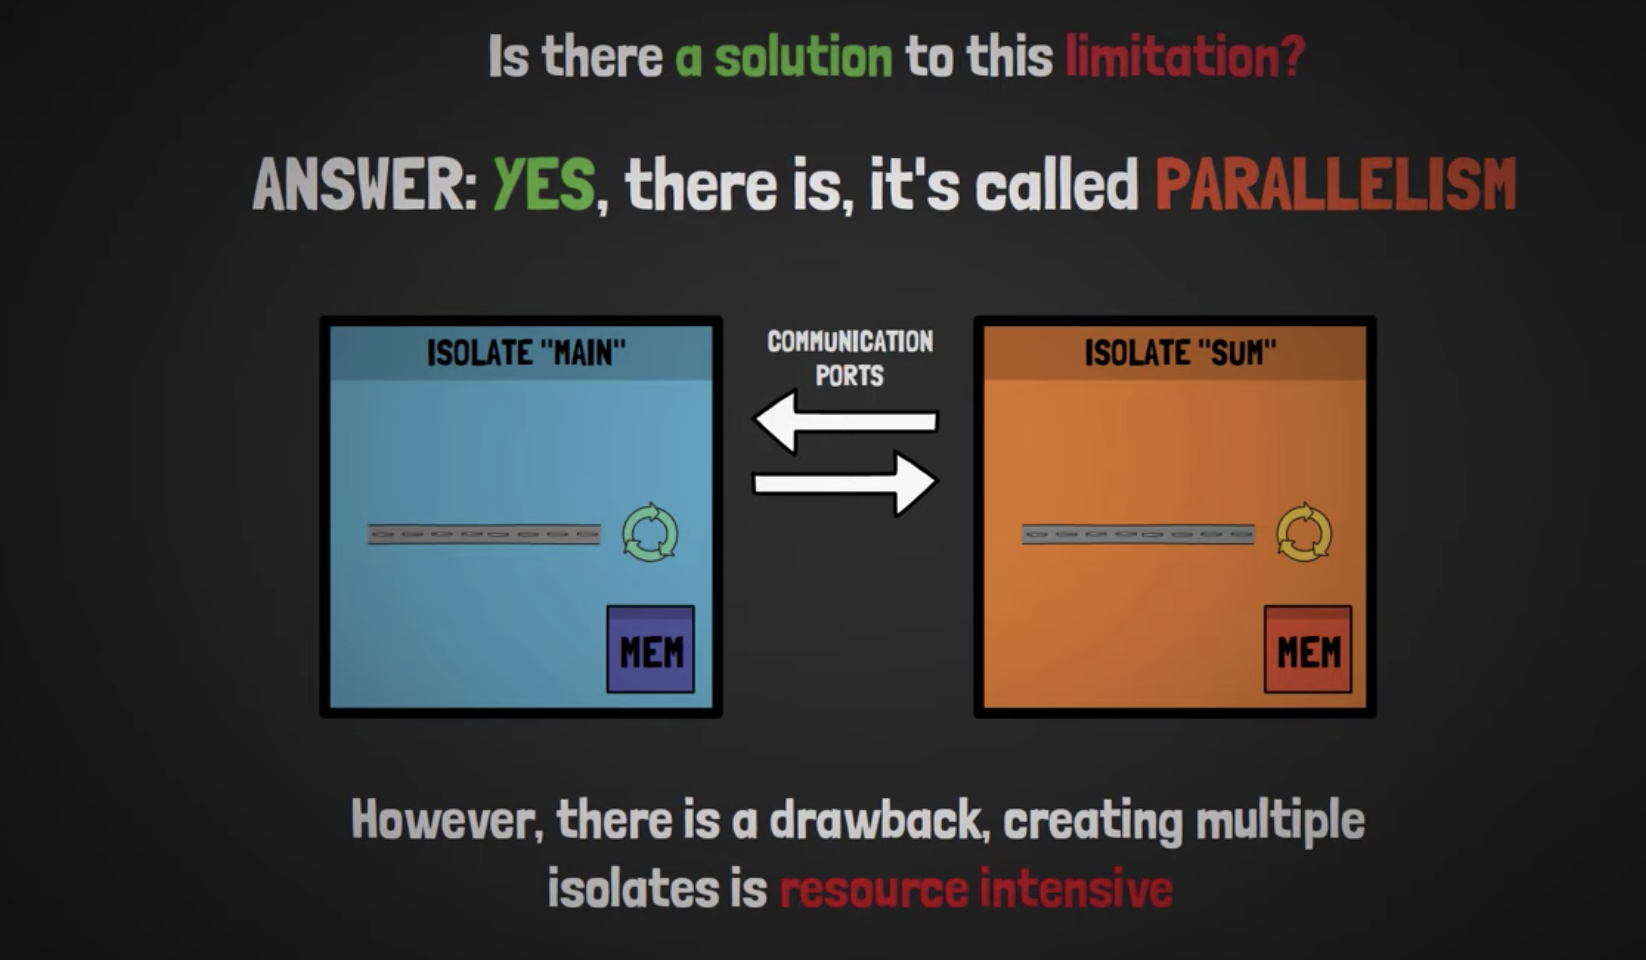 Is there a solution to this limitation?
ANSWER: YES, there is, it's called PARALLELISM
ISOLATE "MAIN"
COMMUNICATION
PORTS
ISOLATE "SUM"
MEM
MEM
However, there is a drawback, creating multiple
isolates is resource intensive